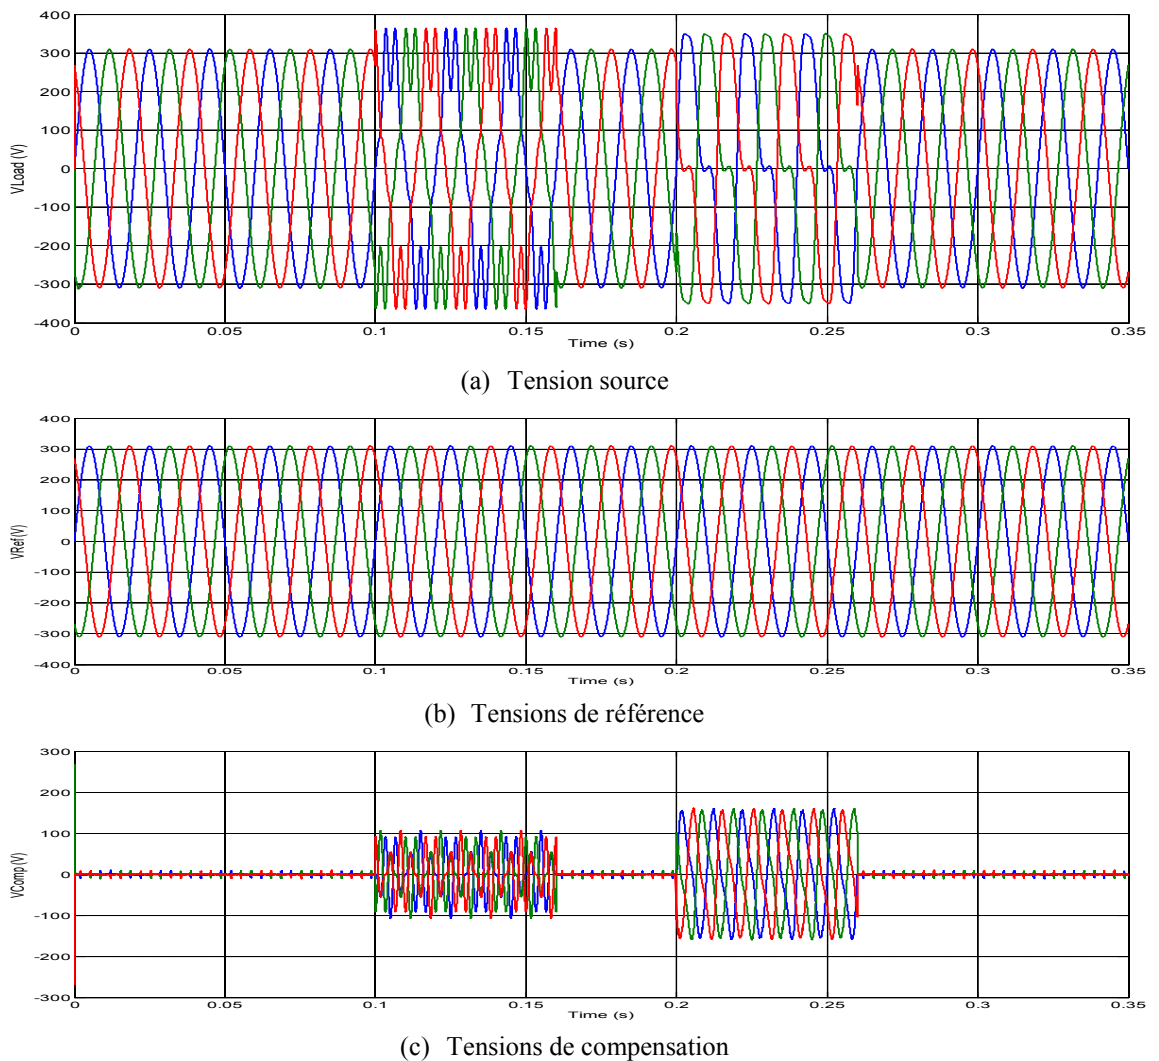 400
300
200
100
0
-100
-200
-300
-400
VLoad (V)
0 0.05 0.1 0.15 0.2 0.25 0.3 0.35
Time (s)
(a) Tension source
400
300
200
100
0
-100
-200
-300
-400
VRef(V)
0 0.05 0.1 0.15 0.2 0.25 0.3 0.35
Time (s)
(b) Tensions de référence
300
200
100
0
-100
-200
-300
VComp(V)
0 0.05 0.1 0.15 0.2 0.25 0.3 0.35
Time (s)
(c) Tensions de compensation